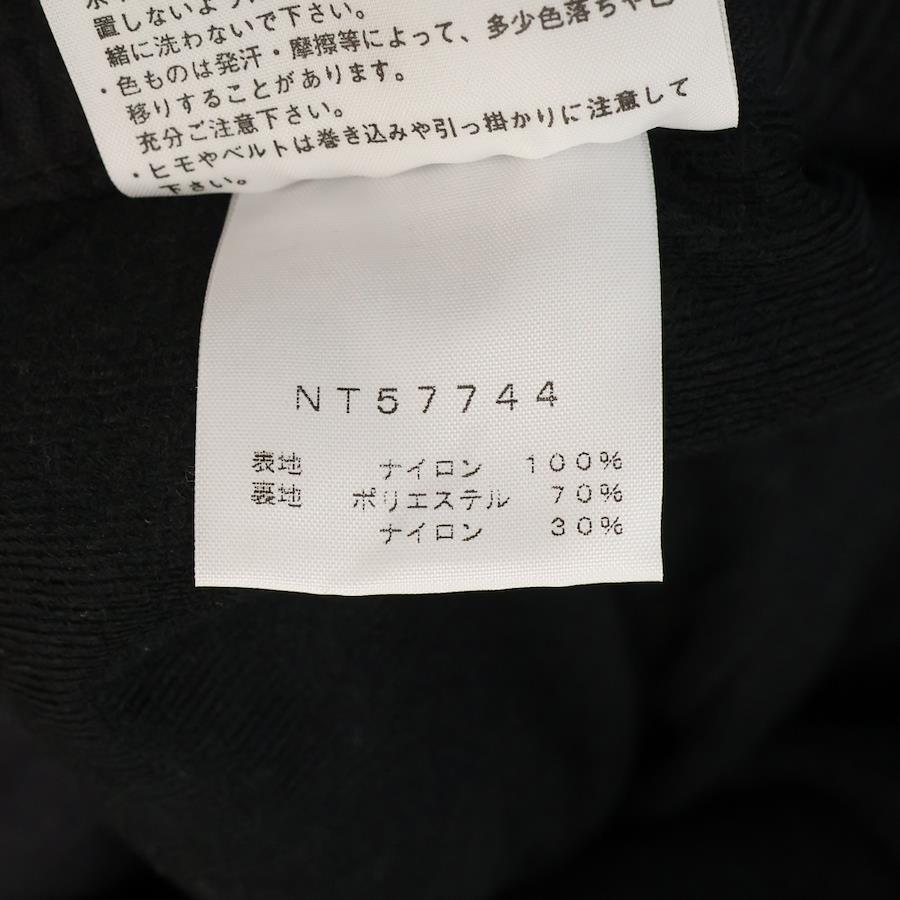 置しないよう
緒に洗わないで下さい。
・色ものは発汗・摩擦等によって、多少色落ちや
移りすることがあります。
充分ご注意下さい。
・ヒモやベルトは巻き込みや引っ掛かりに注意して
下さい。
NT57744
表地 ナイロン 100%
裏地 ポリエステル 70%
ナイロン 30%